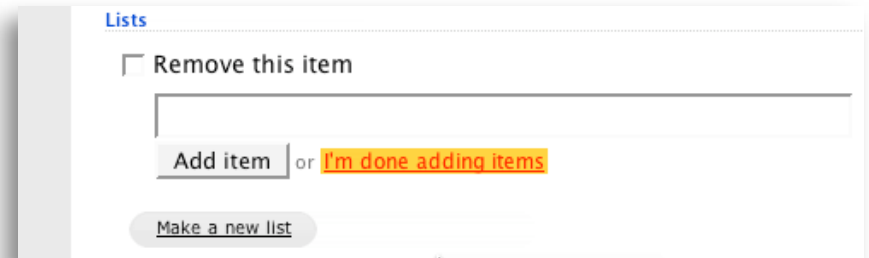 Lists
Remove this item
Add item or I'm done adding items
Make a new list